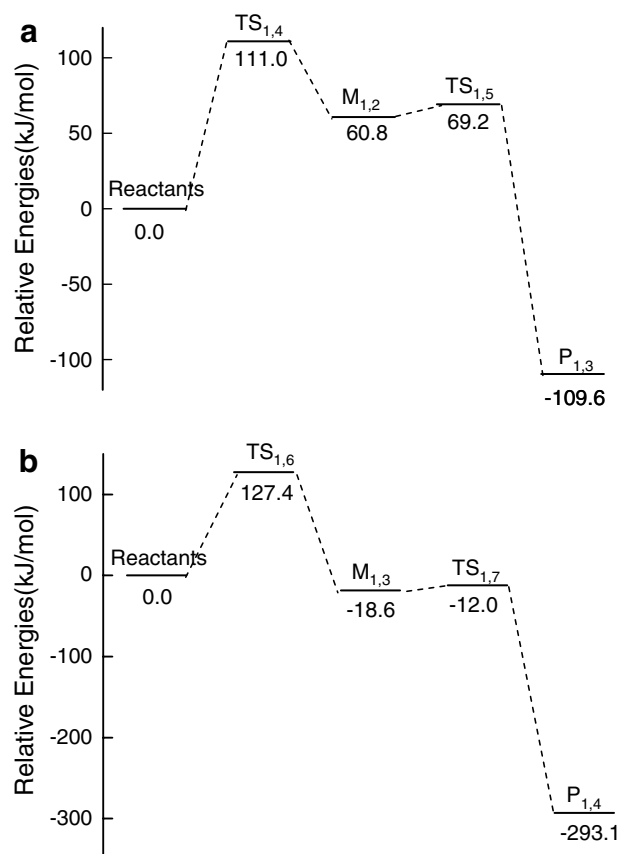 a
TS1,4
100
111.0
M1,2
TS1,5
50
60.8
69.2
Reactants
0
0.0
-50
-100
P1,3
-109.6
Relative Energies(kJ/mol)
b
TS1,6
100
127.4
Reactants
0
0.0
M1,3
TS1,7
-18.6
-12.0
-100
-200
-300
P1,4
-293.1
Relative Energies(kJ/mol)